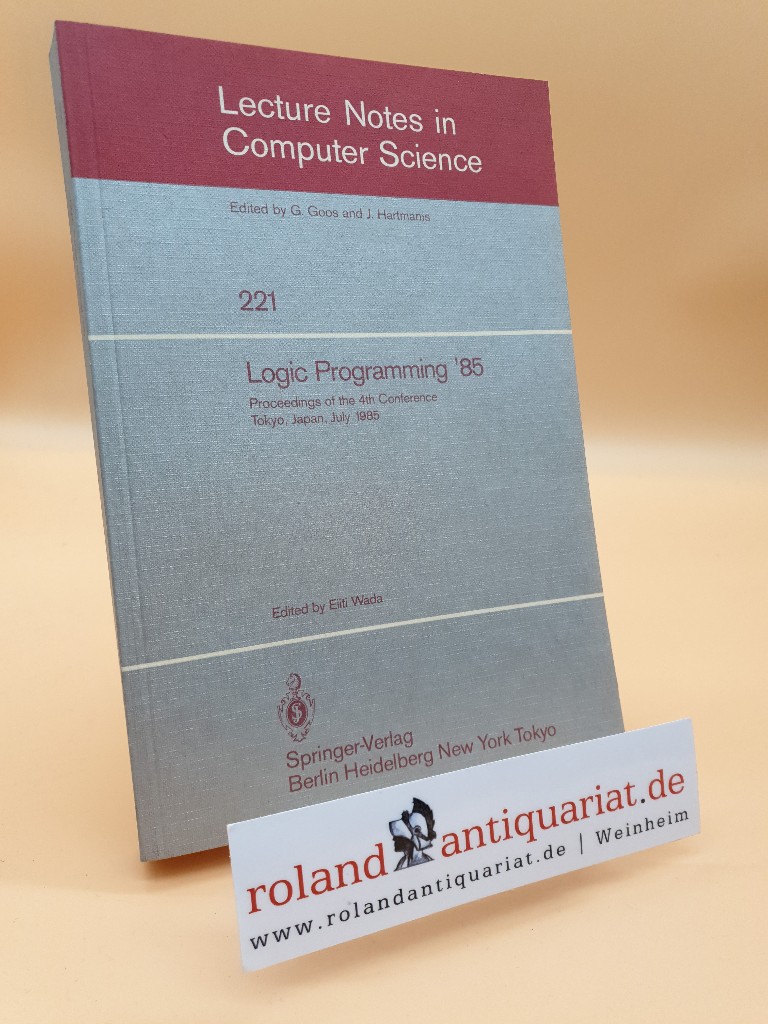 Lecture Notes in
Computer Science
Edited by G. Goos and J. Hartmanis
221
Logic Programming '85
Proceedings of the 4th Conference
Tokyo, Japan, July 1985
Edited by Eiiti Wada
Springer-Verlag
Berlin Heidelberg New York Tokyo
roland antiquariat.de
www.rolandantiquariat.de | Weinheim